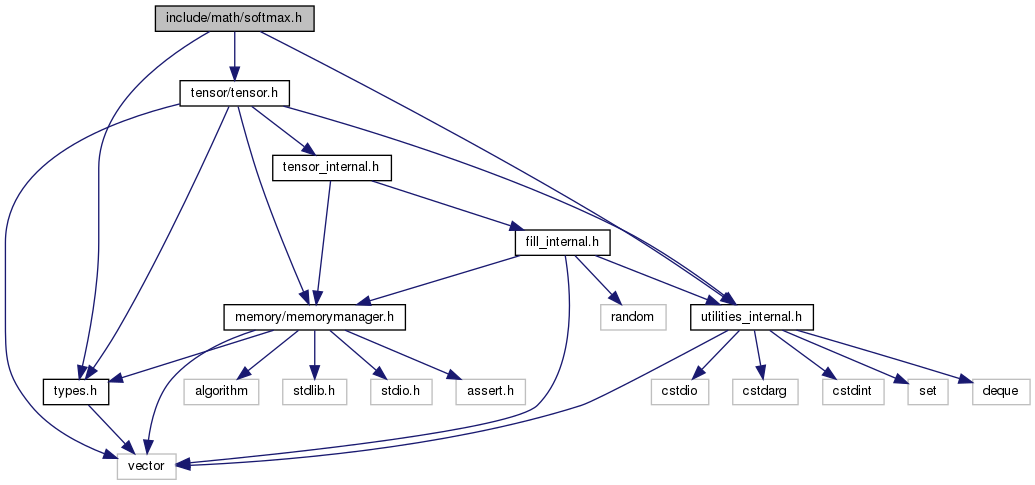 include/math/softmax.h
tensor/tensor.h
tensor_internal.h
fill_internal.h
memory/memorymanager.h
random
utilities_internal.h
types.h
algorithm
stdlib.h
stdio.h
assert.h
cstdio
cstdarg
cstdint
set
deque
vector